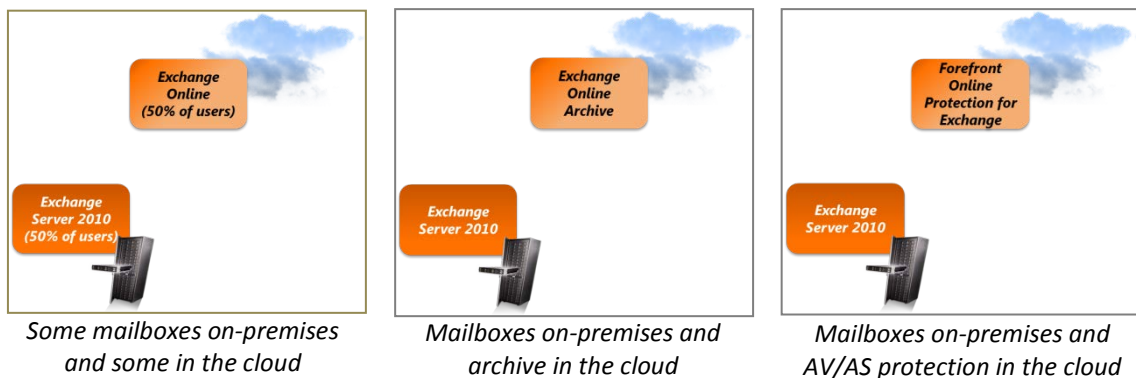 Exchange
Online
(50% of users)
Exchange
Server 2010
(50% of users)
Some mailboxes on-premises
and some in the cloud
Exchange
Online
Archive
Exchange
Server 2010
Mailboxes on-premises and
archive in the cloud
Forefront
Online
Protection for
Exchange
Exchange
Server 2010
Mailboxes on-premises and
AV/AS protection in the cloud